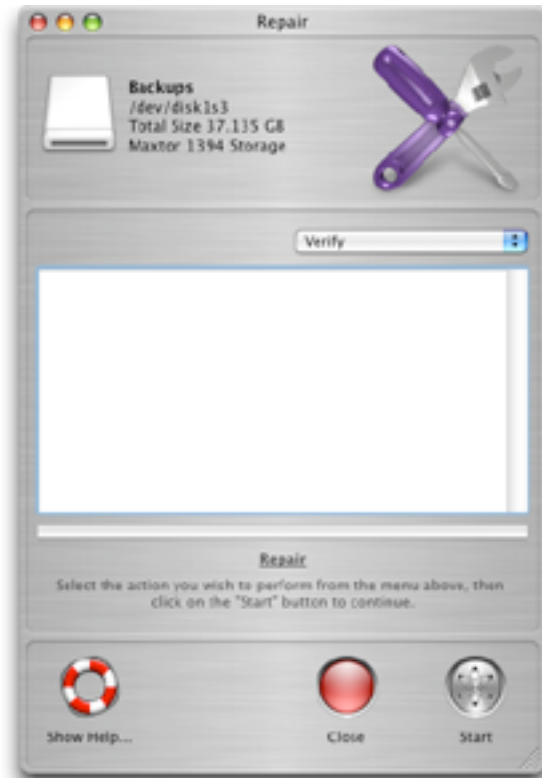 Repair
Backups
/dev/disk1s3
Total Size 37.135 GB
Maxtor 1394 Storage
Verify
Repair
Select the action you wish to perform from the menu above, then
click on the "Start" button to continue.
Show Help...
Close
Start